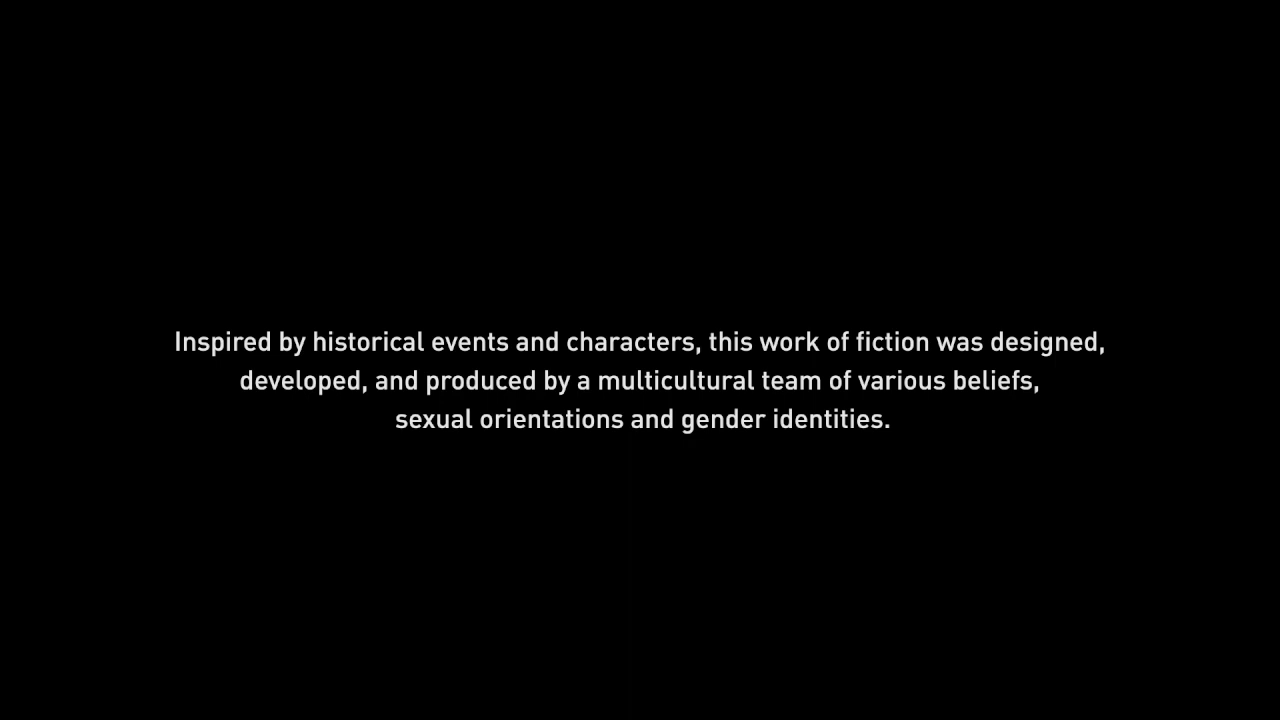 Inspired by historical events and characters, this work of fiction was designed,
developed, and produced by a multicultural team of various beliefs,
sexual orientations and gender identities.